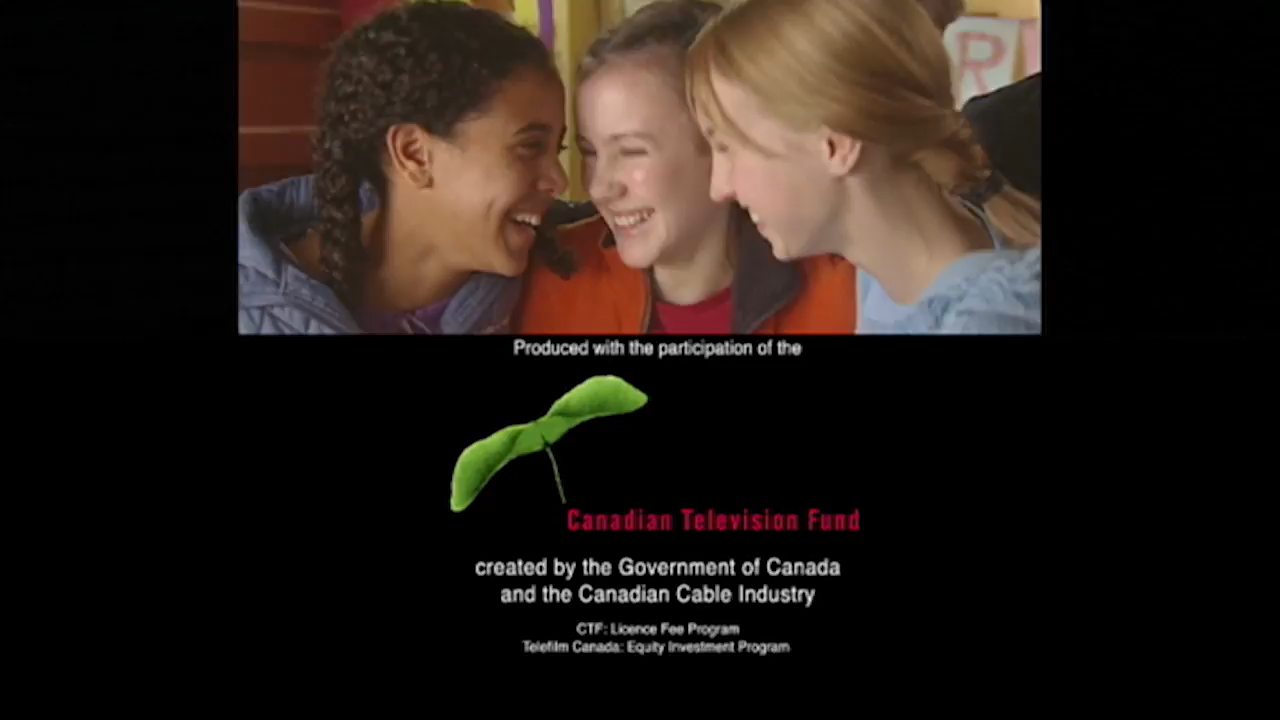 R
Produced with the participation of the
Canadian Television Fund
created by the Government of Canada
and the Canadian Cable Industry
CTF: Licence Fee Program
Telefilm Canada: Equity Investment Program